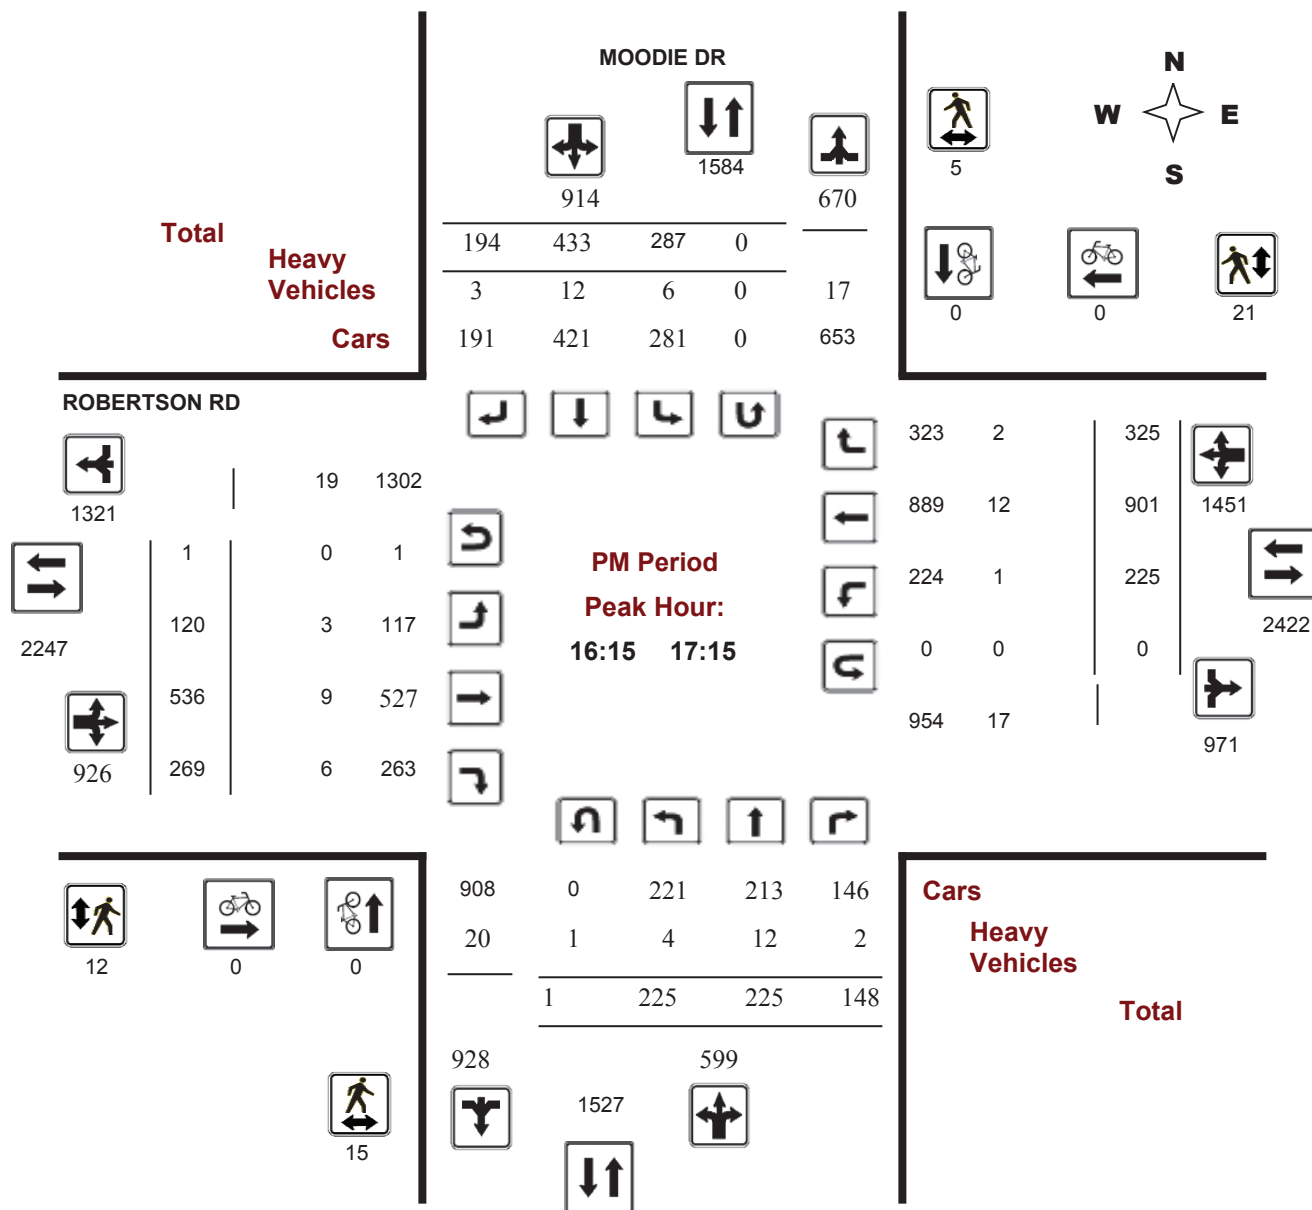 MOODIE DR
N
W E
S
1584
5
914 670
Total 194 433 287 0
Heavy
Vehicles 3 12 6 0 17
0 0 21
Cars 191 421 281 0 653
ROBERTSON RD
323 2 325
19 1302
1321
889 12 901 1451
1 0 1
PM Period
224 1 225
Peak Hour:
120 3 117
2422
2247
16:15 17:15
0 0 0
536 9 527
954 17
971
926 269 6 263
908 0 221 213 146 Cars
20 1 4 12 2 Heavy
Vehicles
12 0 0
1 225 225 148 Total
928 599
1527
15